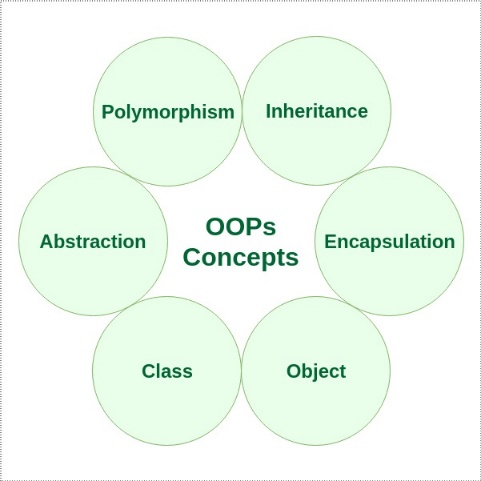 Polymorphism
Inheritance
Abstraction
OOPs
Concepts
Encapsulation
Class
Object